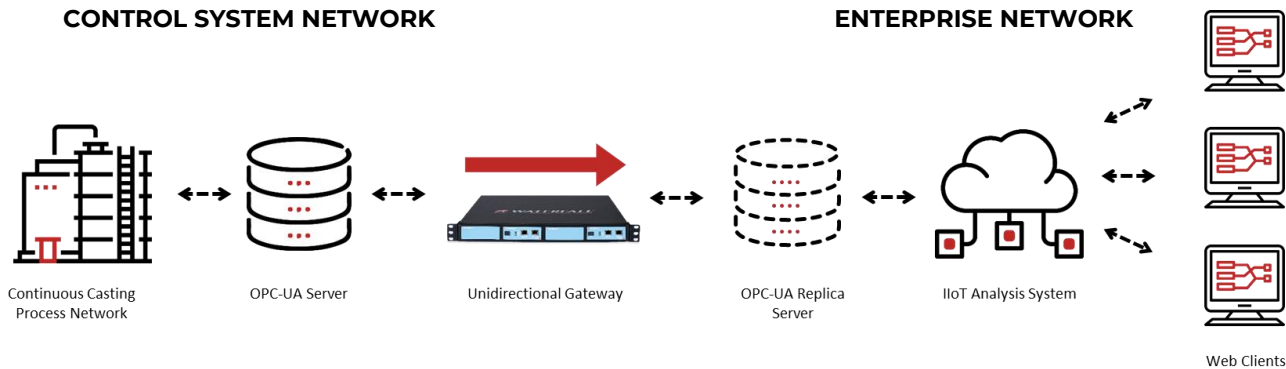 CONTROL SYSTEM NETWORK
ENTERPRISE NETWORK
Continuous Casting
Process Network
OPC-UA Server
Unidirectional Gateway
OPC-UA Replica
Server
IIoT Analysis System
Web Clients